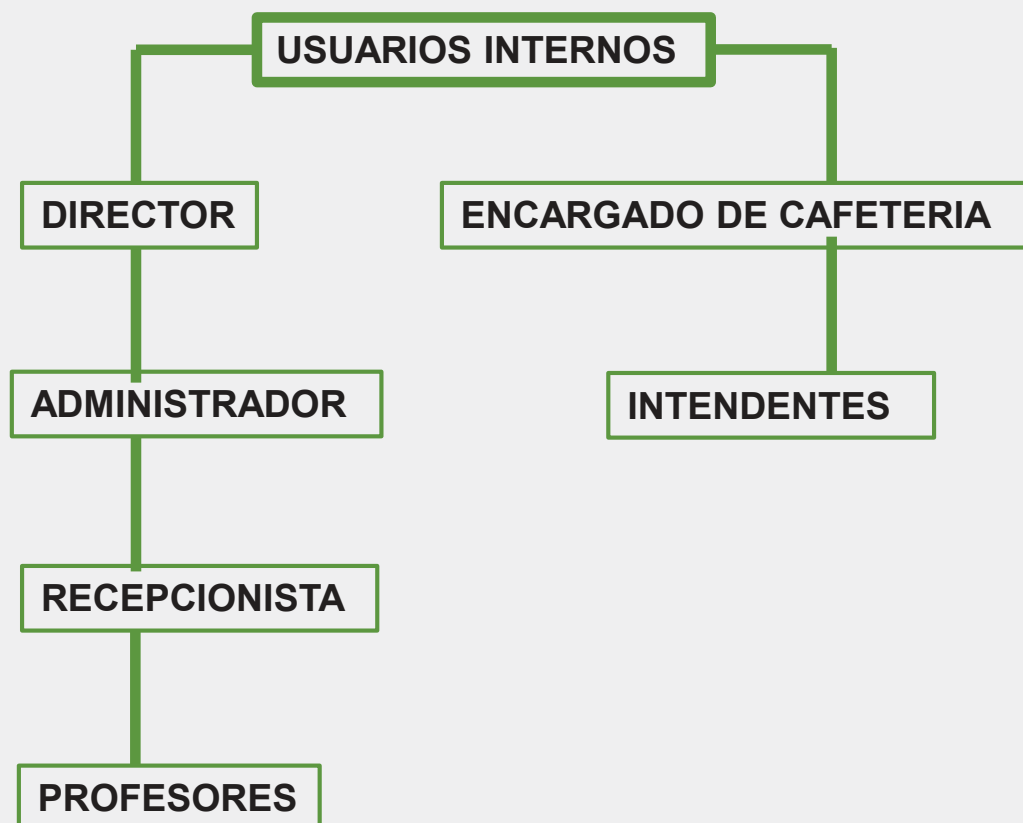 USUARIOS INTERNOS
DIRECTOR
ENCARGADO DE CAFETERIA
ADMINISTRADOR
INTENDENTES
RECEPCIONISTA
PROFESORES